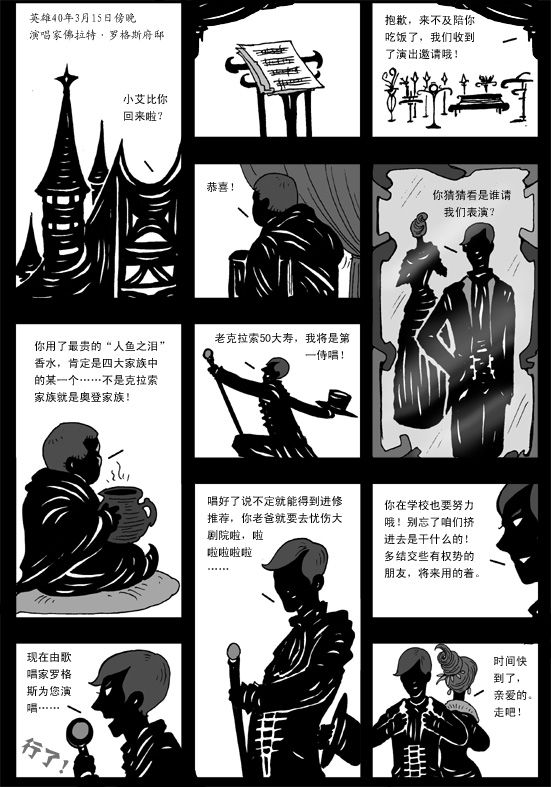 英雄40年3月15日傍晚
演唱家佛拉特·罗格斯府邸
小艾比你
回来啦?
抱歉,来不及陪你
吃饭了,我们收到
了演出邀请哦!
恭喜!
你猜猜看是谁请
我们表演?
你用了最贵的“人鱼之泪”
香水,肯定是四大家族中
的某一个……不是克拉索
家族就是奥登家族!
老克拉索50大寿,我将是第
一侍唱!
唱好了说不定就能得到进修
推荐,你老爸就要去忧伤大
剧院啦,啦
啦啦啦啦
……
你在学校也要努力
哦!别忘了咱们挤
进去是干什么的!
多结交些有权势的
朋友,将来用的着。
现在由歌
唱家罗格
斯为您演
唱……
行了!
时间快
到了,
亲爱的。
走吧!